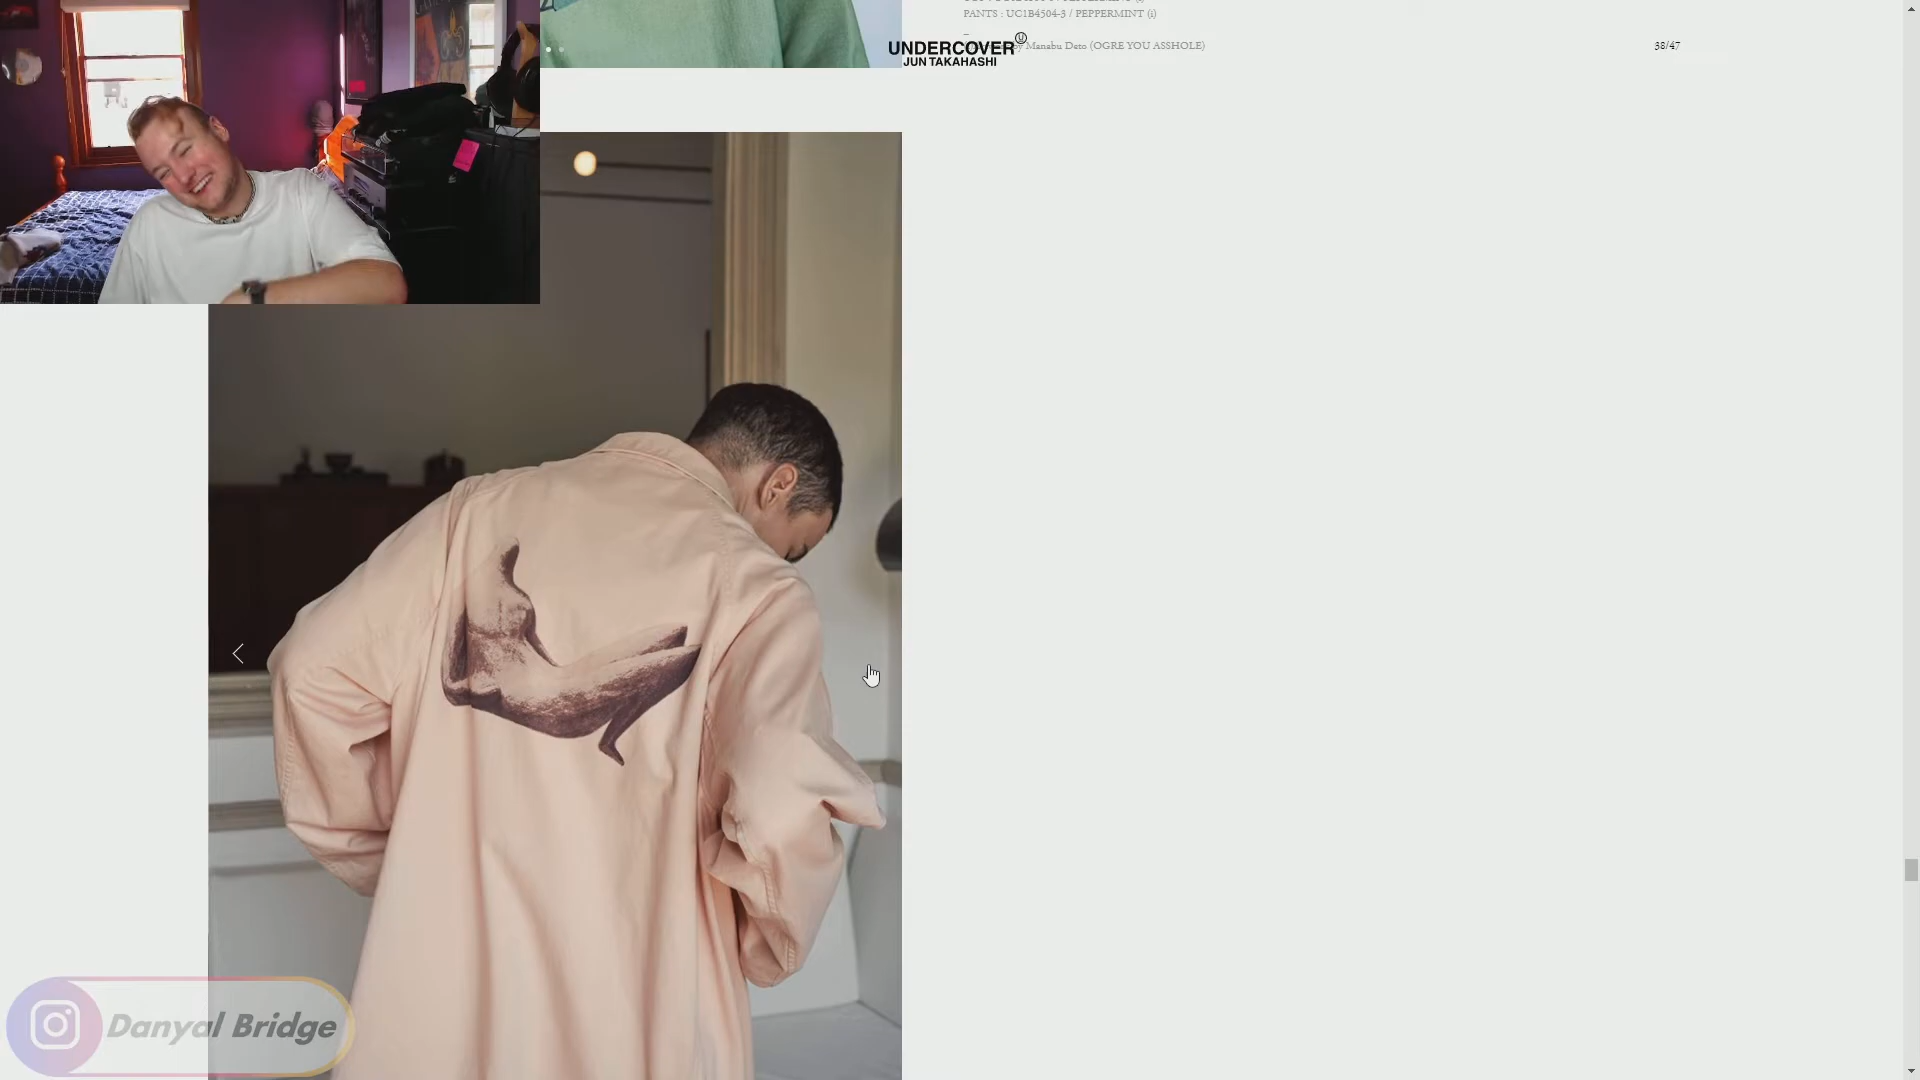 PANTS : UC1B4504-3 / PEPPERMINT (i)
–
UNDERCOVER
U
Manabu Deto (OGRE YOU ASSHOLE)
38/47
JUN TAKAHASHI
Danyal Bridge